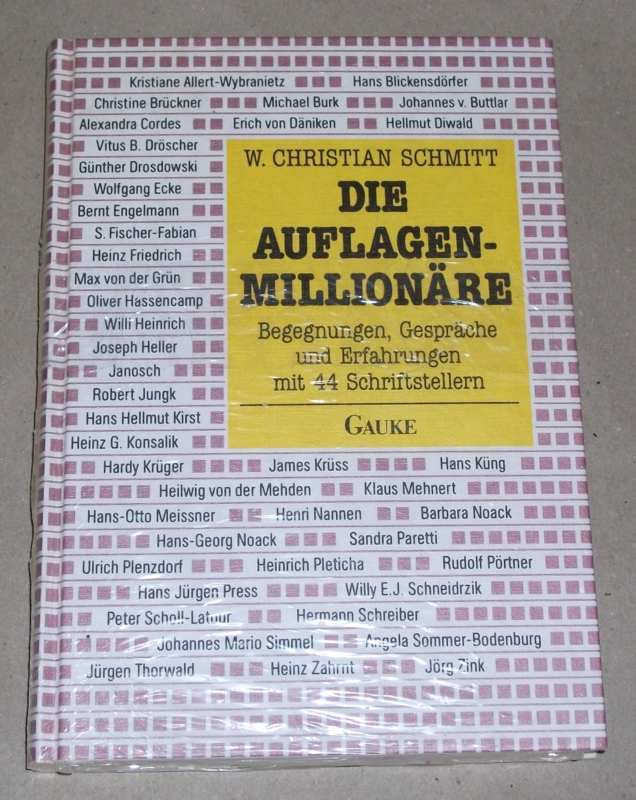 Kristiane Allert-Wybranietz Hans Blickensdörfer
Christine Brückner Michael Burk Johannes v. Buttlar
Alexandra Cordes Erich von Däniken Hellmut Diwald
Vitus B. Dröscher
Günther Drosdowski
Wolfgang Ecke
Bernt Engelmann
S. Fischer-Fabian
Heinz Friedrich
Max von der Grün
Oliver Hassencamp
Willi Heinrich
Joseph Heller
Janosch
Robert Jungk
Hans Hellmut Kirst
Heinz G. Konsalik
W. CHRISTIAN SCHMITT
DIE
AUFLAGEN-
MILLIONÄRE
Begegnungen, Gespräche
und Erfahrungen
mit 44 Schriftstellern
GAUKE
Hardy Krüger James Krüss Hans Küng
Heilwig von der Mehden Klaus Mehnert
Hans-Otto Meissner Henri Nannen Barbara Noack
Hans-Georg Noack Sandra Paretti
Ulrich Plenzdorf Heinrich Pleticha Rudolf Pörtner
Hans Jürgen Press Willy E.J. Schneidrzik
Peter Scholl-Latour Hermann Schreiber
Johannes Mario Simmel Angela Sommer-Bodenburg
Jürgen Thorwald Heinz Zahrnt Jörg Zink